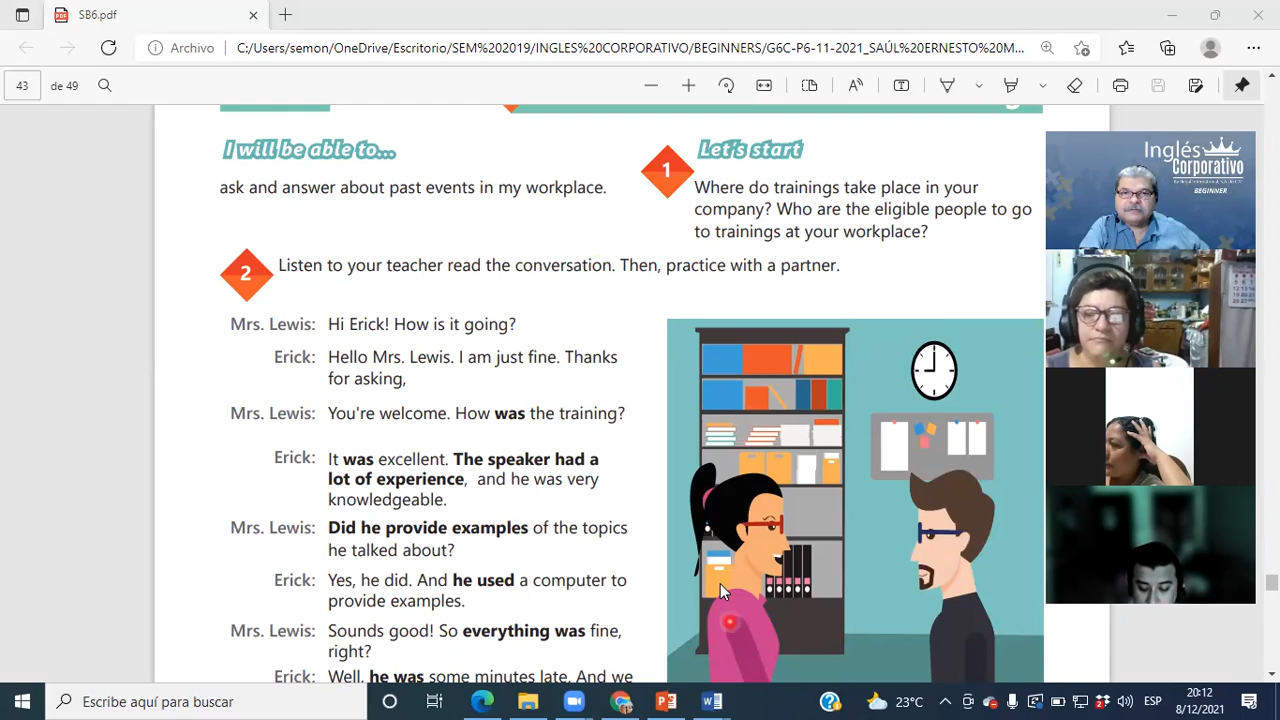 SB6.pdf
Archivo
C:/Users/semon/OneDrive/Escritorio/SEM%202019/INGLES%20CORPORATIVO/BEGINNERS/G6C-P6-11-2021_SAÚL%20ERNESTO%20M...
43 de 49
I will be able to...
ask and answer about past events in my workplace.
1
Let's start
Where do trainings take place in your
company? Who are the eligible people to go
to trainings at your workplace?
2
Listen to your teacher read the conversation. Then, practice with a partner.
Mrs. Lewis: Hi Erick! How is it going?
Erick: Hello Mrs. Lewis. I am just fine. Thanks
for asking,
Mrs. Lewis: You're welcome. How was the training?
Erick: It was excellent. The speaker had a
lot of experience, and he was very
knowledgeable.
Mrs. Lewis: Did he provide examples of the topics
he talked about?
Erick: Yes, he did. And he used a computer to
provide examples.
Mrs. Lewis: Sounds good! So everything was fine,
right?
Erick: Well, he was some minutes late. And we
Inglés
Corporativo
BEGINNER
Escribe aquí para buscar
23°C
ESP
20:12
8/12/2021